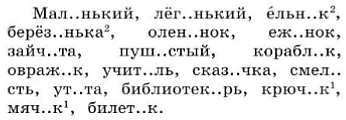 Мал..нький, лёг..нький, е́льн..к²,
берёз..нька², олен..нок, еж..нок,
зайч..та, пуш..стый, корабл..к,
овраж..к, учит..ль, сказ..чка, смел..
сть, ут..та, библиотек..рь, крюч..к¹,
мяч..к¹, билет..к.